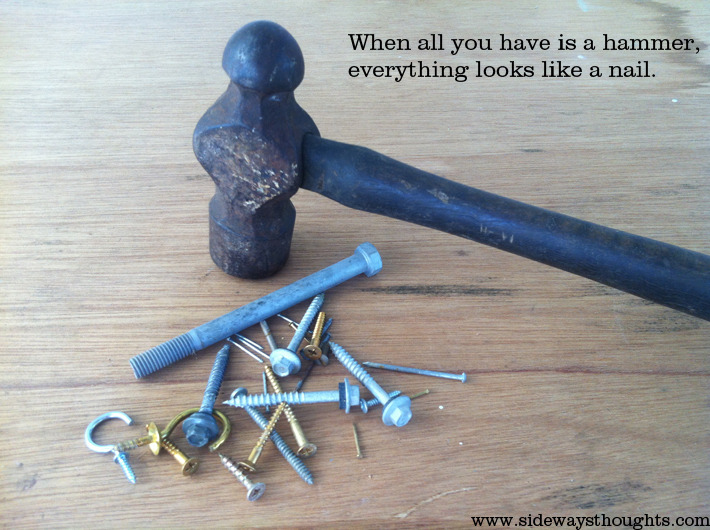 When all you have is a hammer,
everything looks like a nail.
www.sidewaysthoughts.com